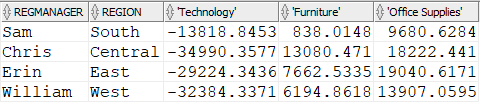 REGMANAGER REGION 'Technology' 'Furniture' 'Office Supplies'
Sam South -13818.8453 838.0148 9680.6284
Chris Central -34990.3577 13080.471 18222.441
Erin East -29224.3436 7662.5335 19040.6171
William West -32384.3371 6194.8618 13907.0595